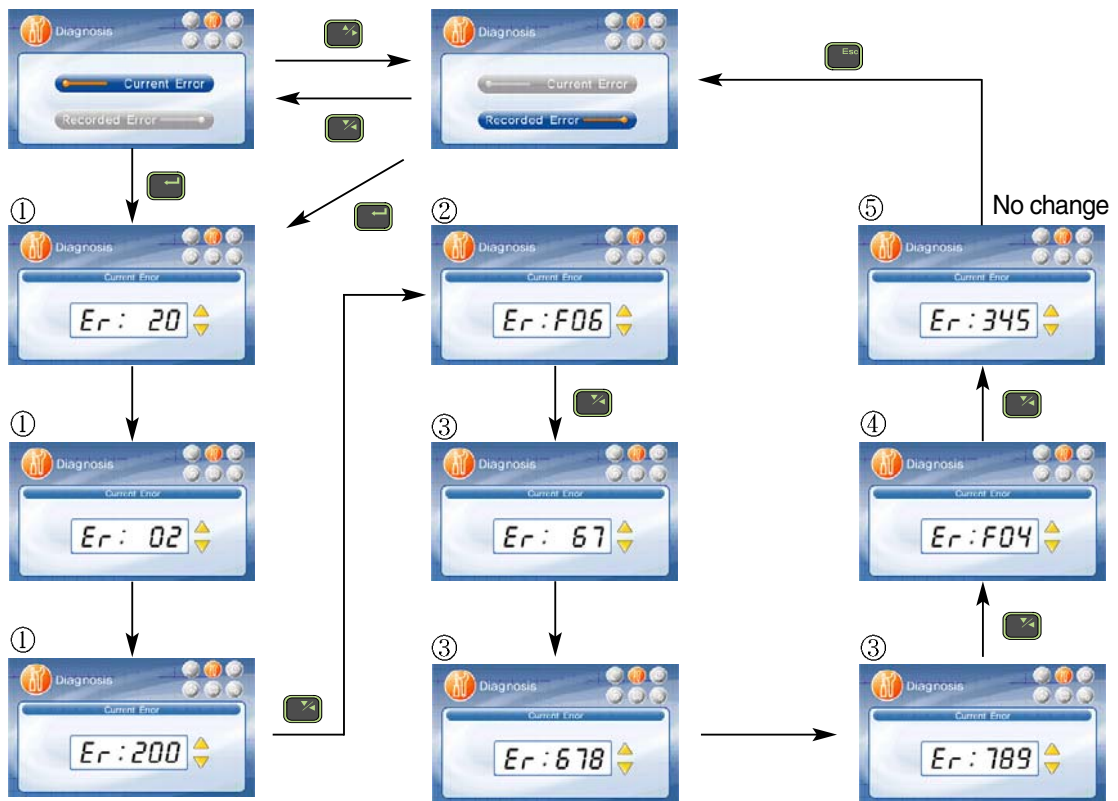 Diagnosis
Current Error
Recorded Error
Diagnosis
Current Error
Recorded Error
Esc
①
Diagnosis
Current Error
Er: 20
②
Diagnosis
Current Error
Er:F06
⑤
No change
Diagnosis
Current Error
Er:345
①
Diagnosis
Current Error
Er: 02
③
Diagnosis
Current Error
Er: 67
④
Diagnosis
Current Error
Er:F04
①
Diagnosis
Current Error
Er:200
③
Diagnosis
Current Error
Er:678
③
Diagnosis
Current Error
Er:789